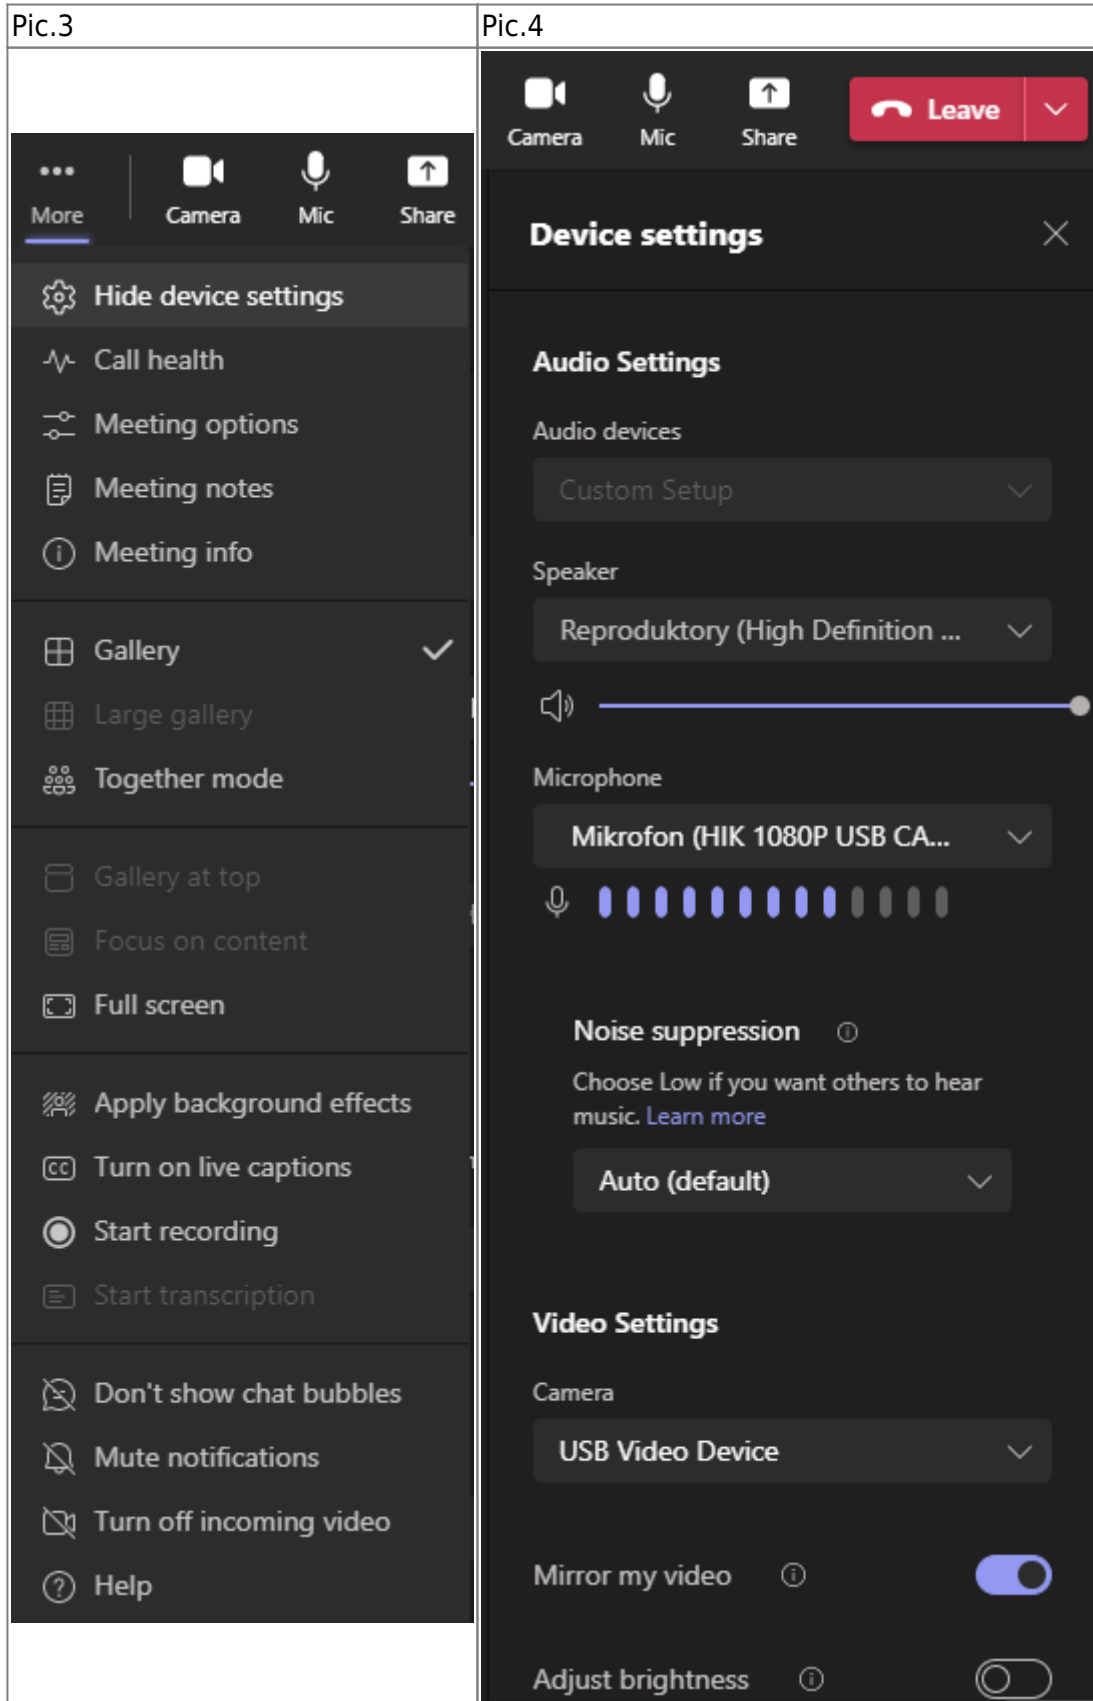 Pic.3
More
Camera
Mic
Share
Hide device settings
Call health
Meeting options
Meeting notes
Meeting info
Gallery
Large gallery
Together mode
Gallery at top
Focus on content
Full screen
Apply background effects
CC Turn on live captions
Start recording
Start transcription
Don't show chat bubbles
Mute notifications
Turn off incoming video
Help
Pic.4
Camera
Mic
Share
Leave
Device settings
Audio Settings
Audio devices
Custom Setup
Speaker
Reproduktory (High Definition ...
Microphone
Mikrofon (HIK 1080P USB CA...
Noise suppression
Choose Low if you want others to hear
music. Learn more
Auto (default)
Video Settings
Camera
USB Video Device
Mirror my video
Adjust brightness